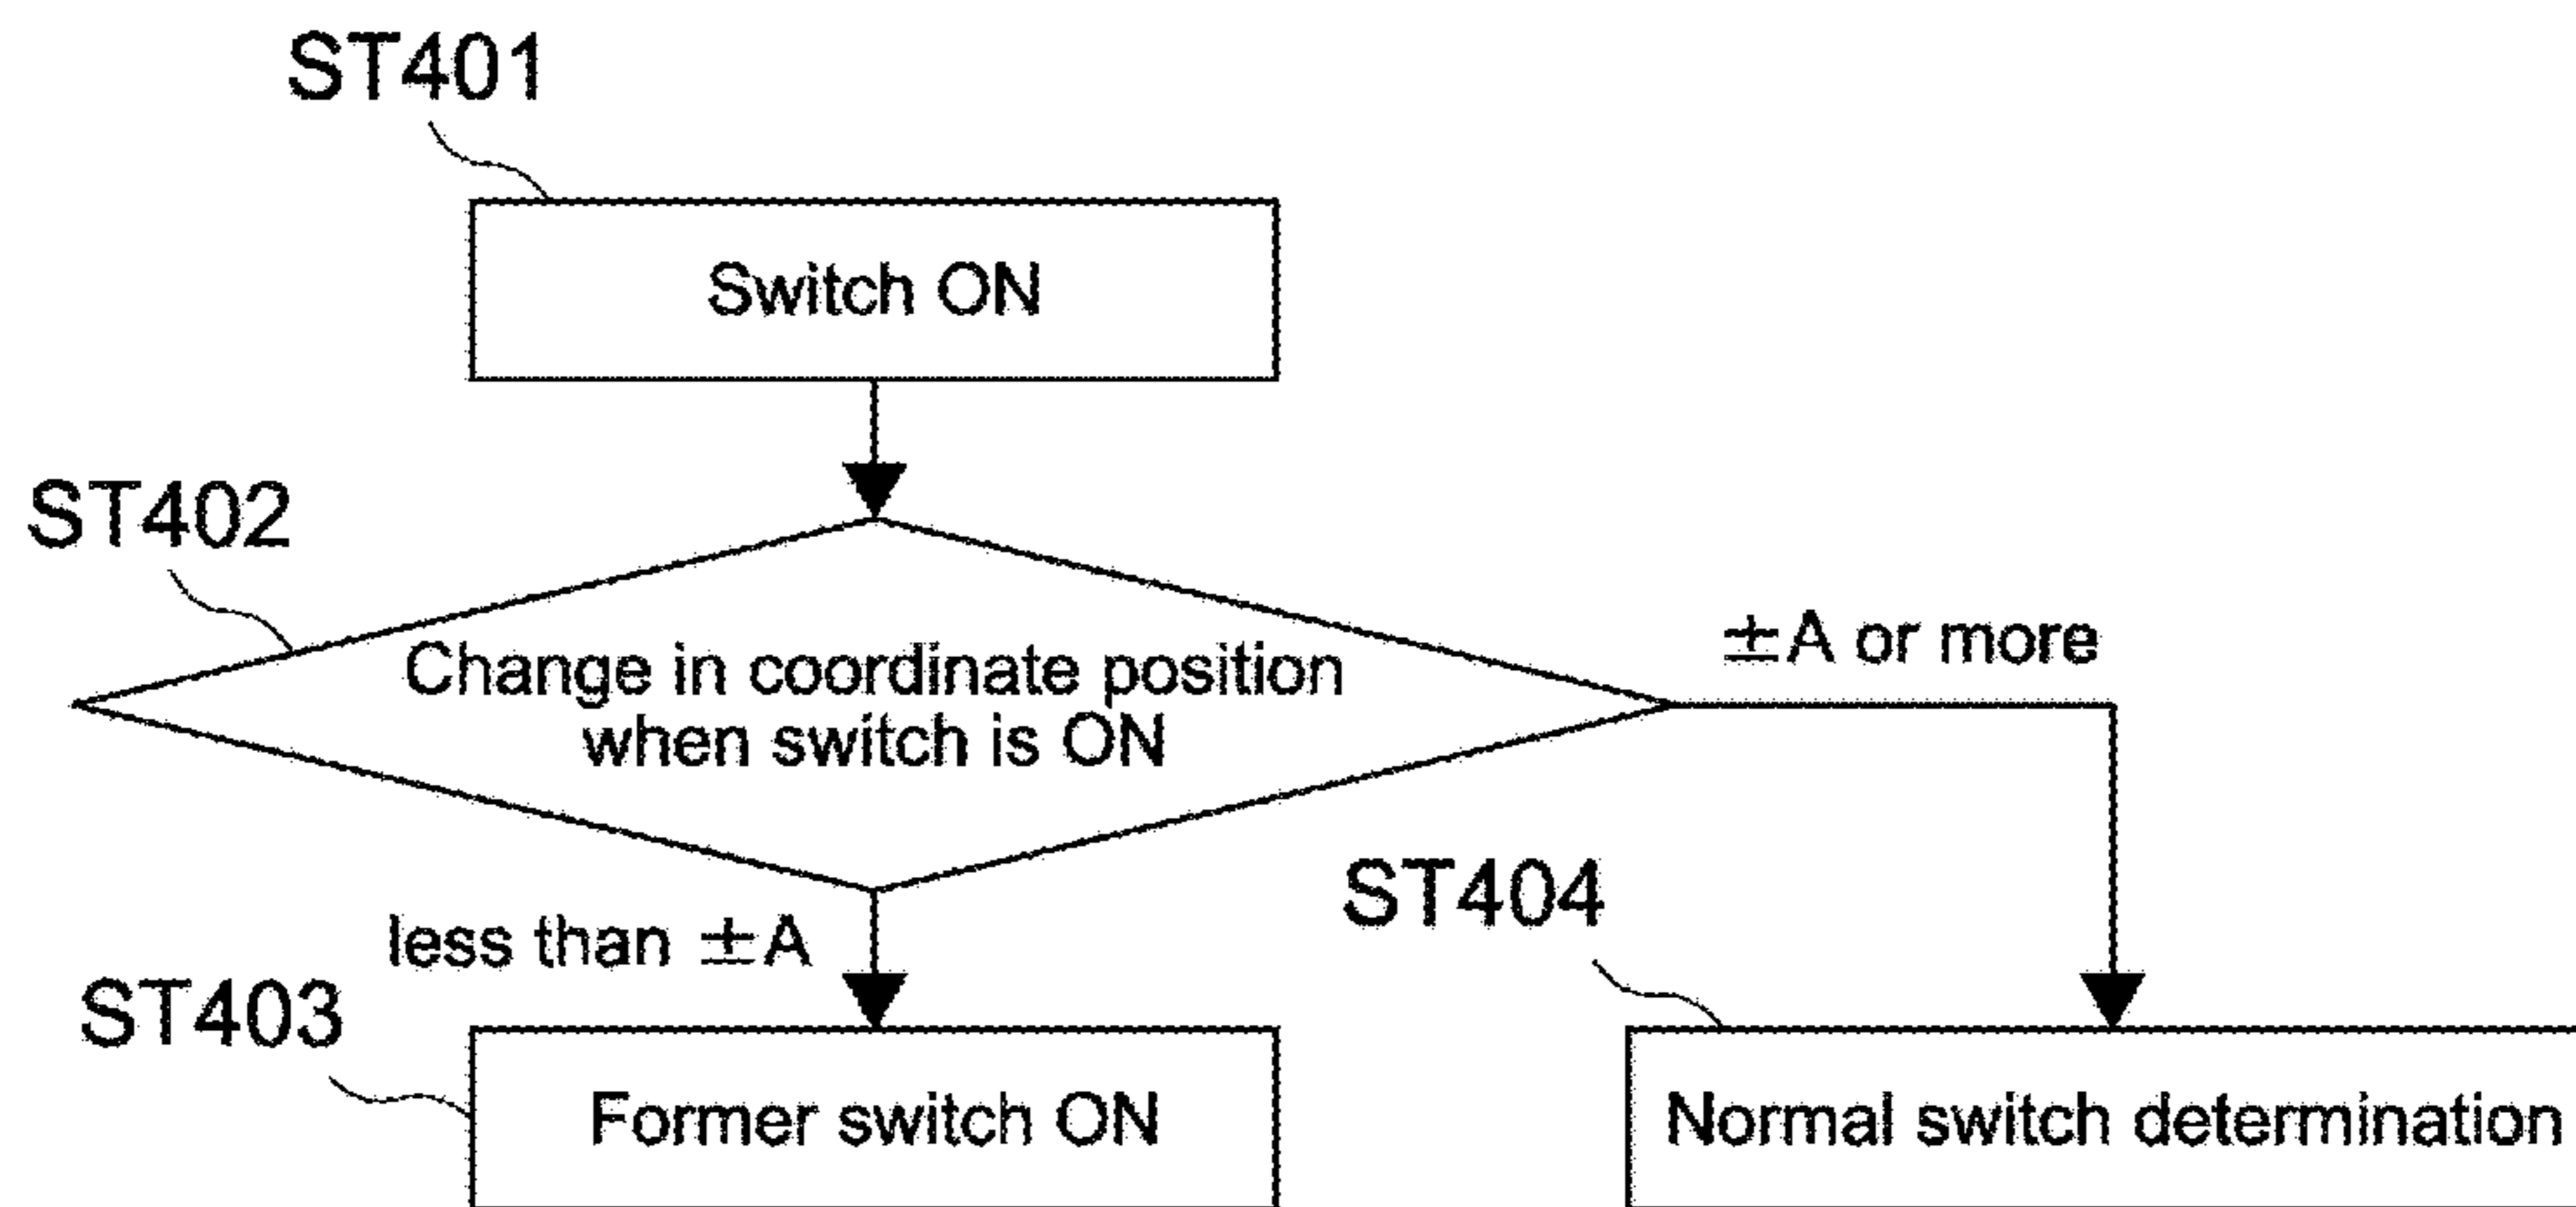 ST401
Switch ON
ST402
Change in coordinate position
when switch is ON
±A or more
less than ±A
ST403
Former switch ON
ST404
Normal switch determination